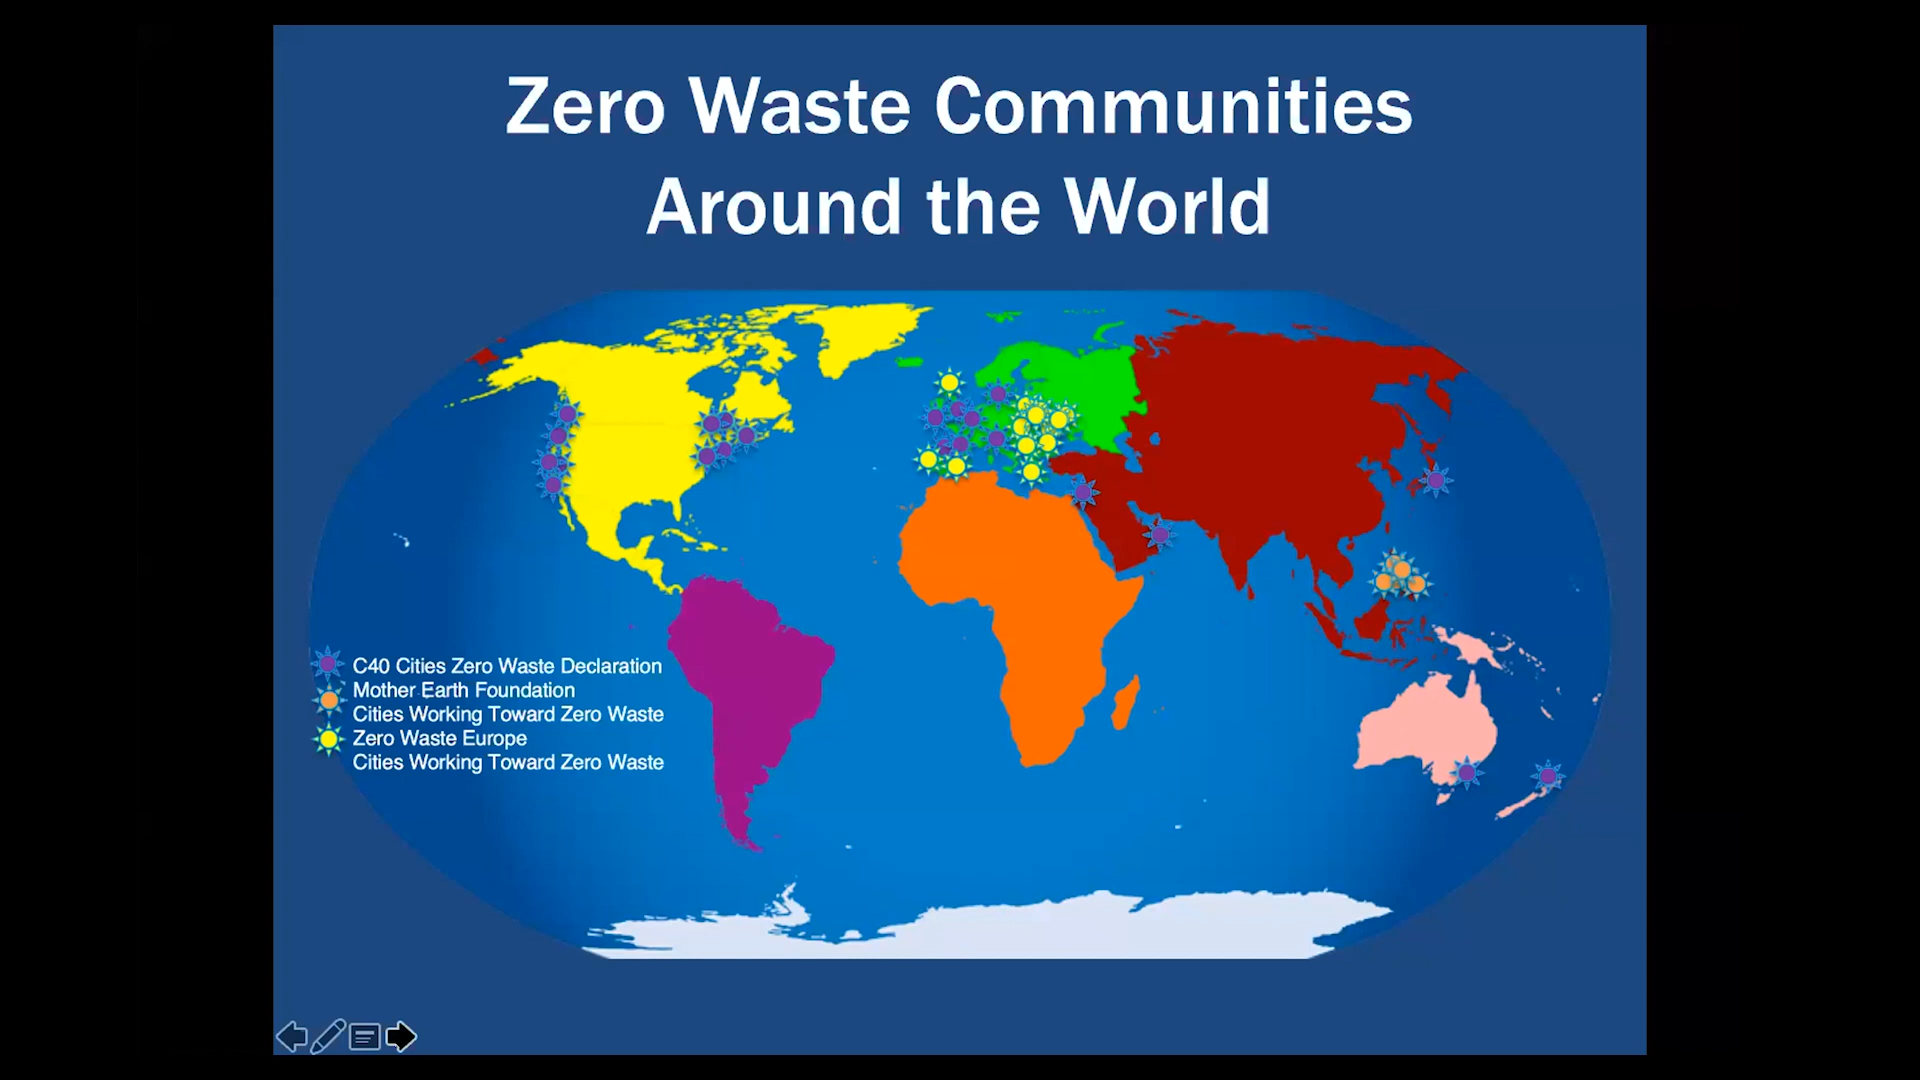 Zero Waste Communities
Around the World
C40 Cities Zero Waste Declaration
Mother Earth Foundation
Cities Working Toward Zero Waste
Zero Waste Europe
Cities Working Toward Zero Waste